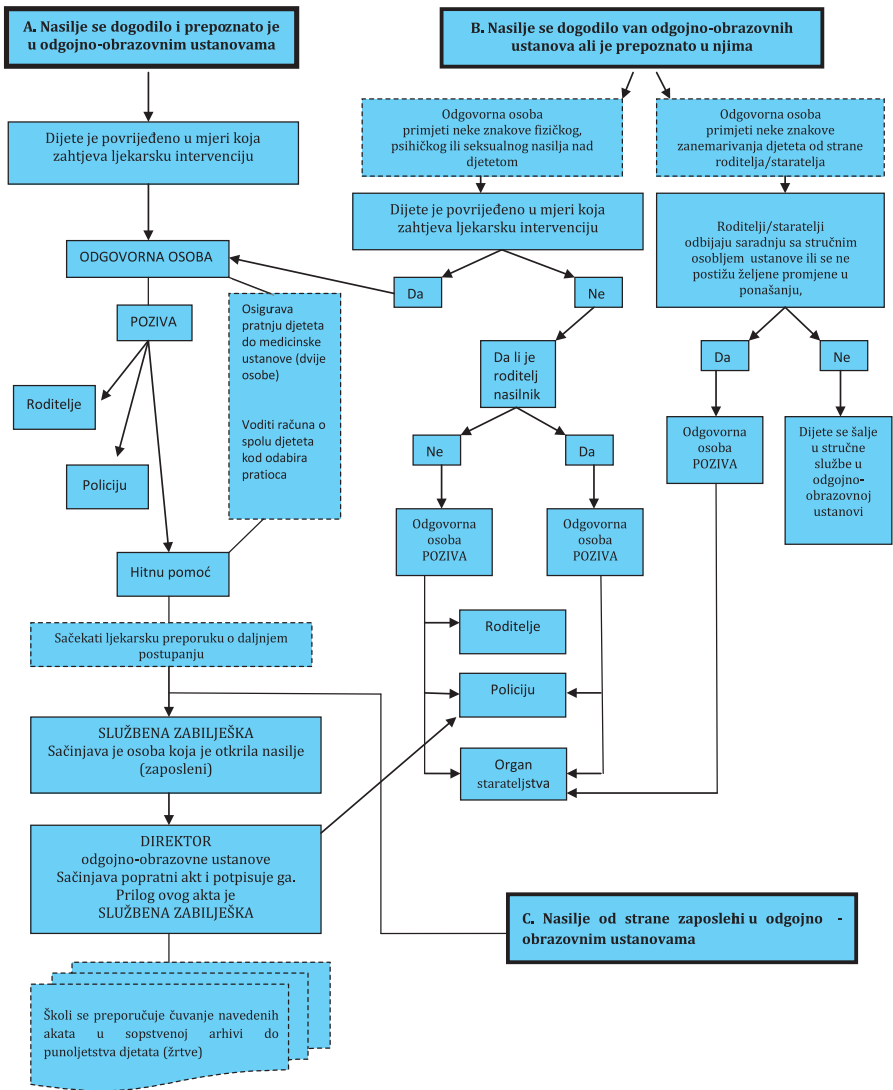 A. Nasilje se dogodilo i prepoznato je
u odgojno-obrazovnim ustanovama
B. Nasilje se dogodilo van odgojno-obrazovnih
ustanova ali je prepoznato u njima
Dijete je povrijeđeno u mjeri koja
zahtjeva ljekarsku intervenciju
Odgovorna osoba
primjeti neke znakove fizičkog,
psihičkog ili seksualnog nasilja nad
djetetom
Odgovorna osoba
primjeti neke znakove
zanemarivanja djeteta od strane
roditelja/staratelja
Dijete je povrijeđeno u mjeri koja
zahtjeva ljekarsku intervenciju
Roditelji/staratelji
odbijaju saradnju sa stručnim
osobljem ustanove ili se ne
postižu željene promjene u
ponašanju,
ODGOVORNA OSOBA
Da
Ne
POZIVA
Osigurava
pratnju djeteta
do medicinske
ustanove (dvije
osobe)
Voditi računa o
spolu djeteta
kod odabira
pratioca
Da li je
roditelj
nasilnik
Da
Ne
Roditelje
Policiju
Ne
Da
Odgovorna
osoba
POZIVA
Dijete se šalje
u stručne
službe u
odgojno-
obrazovnoj
ustanovi
Odgovorna
osoba
POZIVA
Odgovorna
osoba
POZIVA
Hitnu pomoć
Roditelje
Sačekati ljekarsku preporuku o daljnjem
postupanju
Policiju
SLUŽBENA ZABILJEŠKA
Sačinjava je osoba koja je otkrila nasilje
(zaposleni)
Organ
starateljstva
DIREKTOR
odgojno-obrazovne ustanove
Sačinjava popratni akt i potpisuje ga.
Prilog ovog akta je
SLUŽBENA ZABILJEŠKA
C. Nasilje od strane zaposlehi u odgojno -
obrazovnim ustanovama
Školi se preporučuje čuvanje navedenih
akata u sopstvenoj arhivi do
punoljetstva djetata (žrtve)